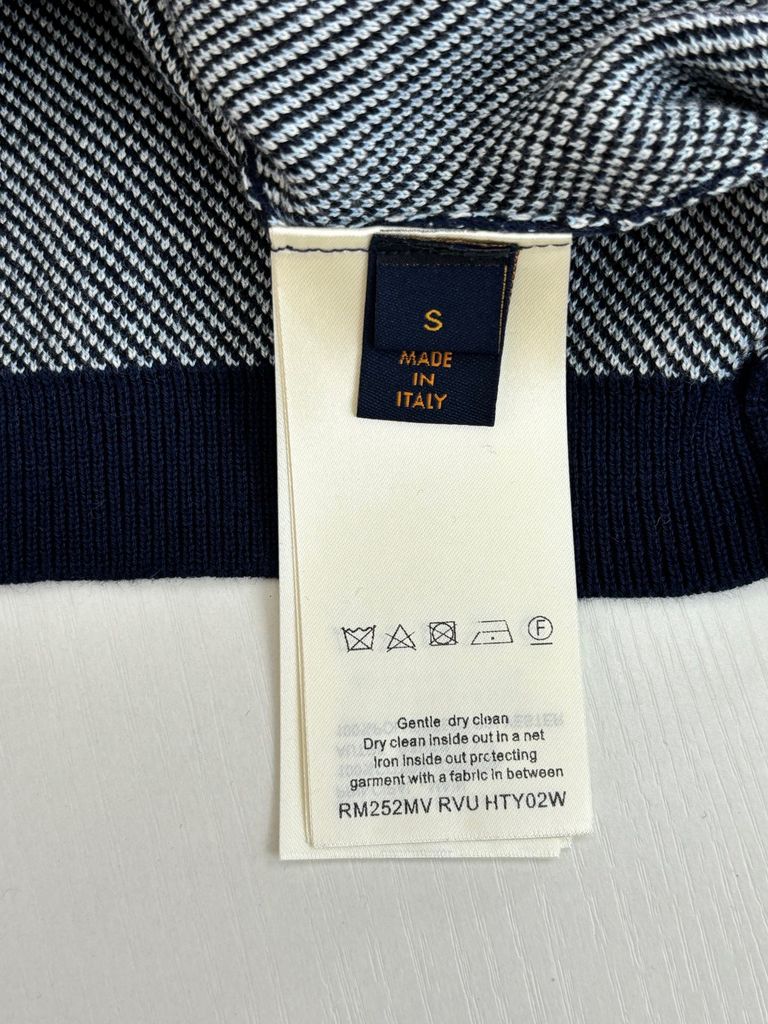 S
MADE
IN
ITALY
F
Gentle dry clean
Dry clean inside out in a net
Iron inside out protecting
garment with a fabric in between
RM252MV RVU HTY02W